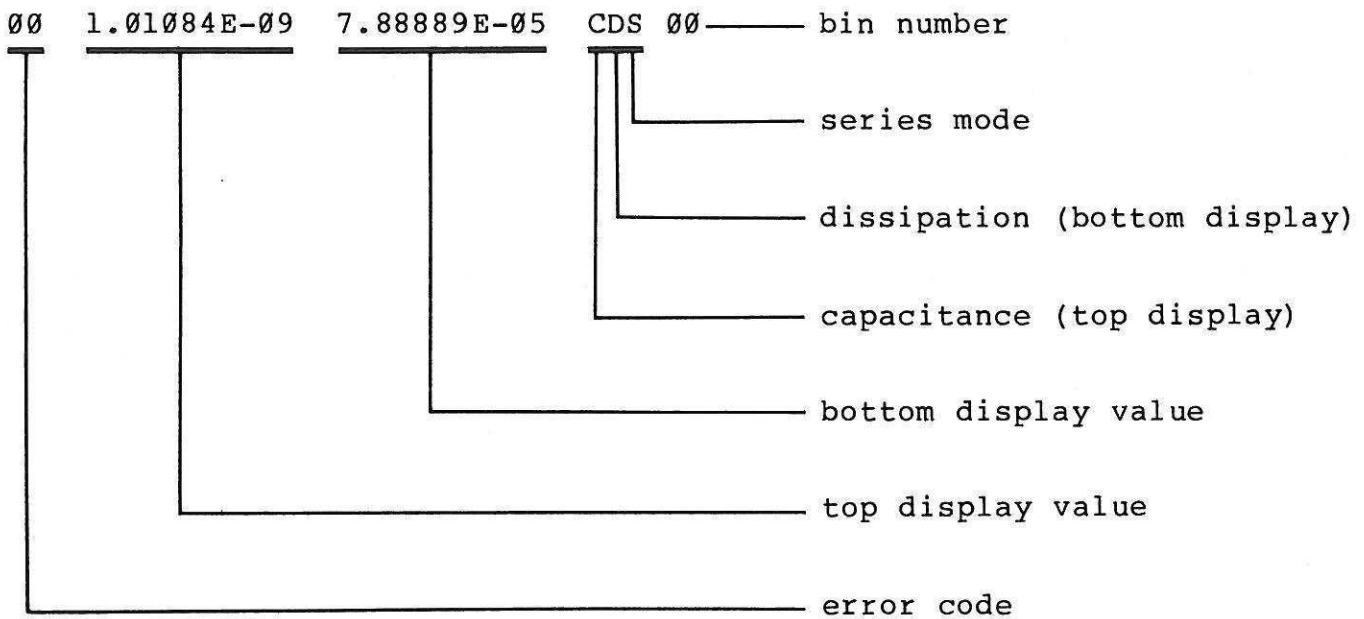 00 1.01084E-09 7.88889E-05 CDS 00 bin number
series mode
dissipation (bottom display)
capacitance (top display)
bottom display value
top display value
error code